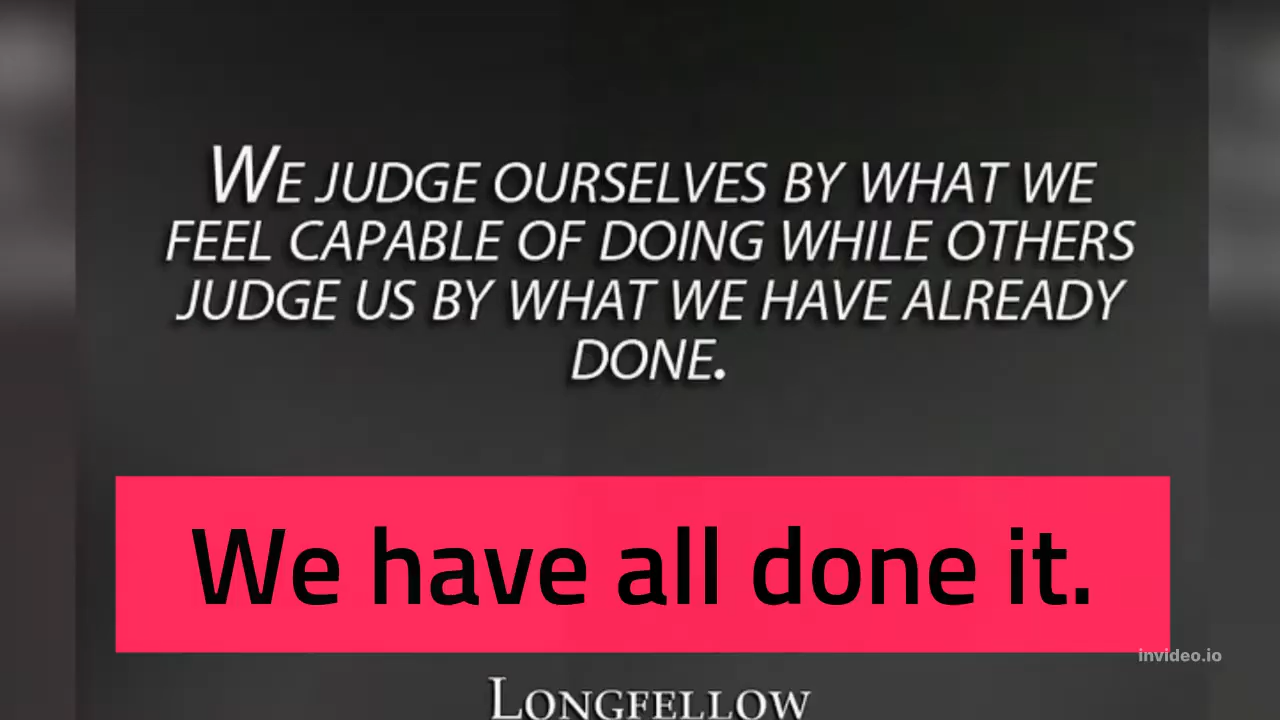 WE JUDGE OURSELVES BY WHAT WE
FEEL CAPABLE OF DOING WHILE OTHERS
JUDGE US BY WHAT WE HAVE ALREADY
DONE.
We have all done it.
invideo.io
LONGFELLOW